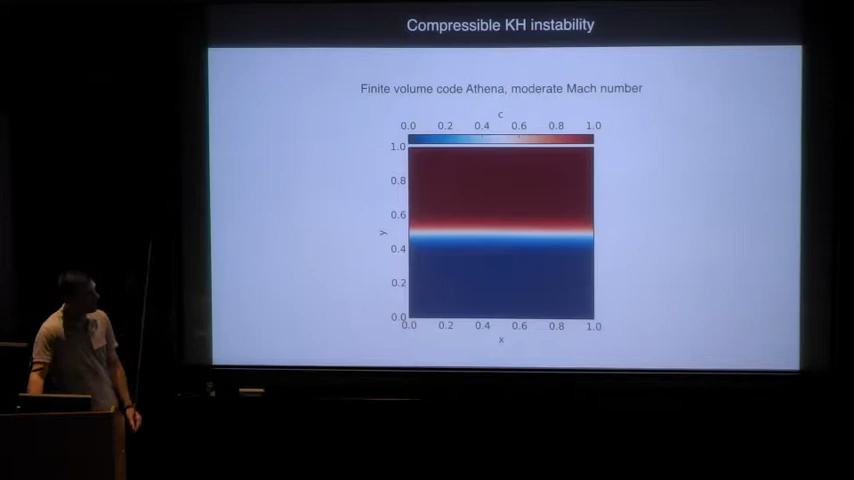 Compressible KH instability
Finite volume code Athena, moderate Mach number
c
0.0 0.2 0.4 0.6 0.8 1.0
1.0
0.8
0.6
y
0.4
0.2
0.0
0.0 0.2 0.4 0.6 0.8 1.0
x